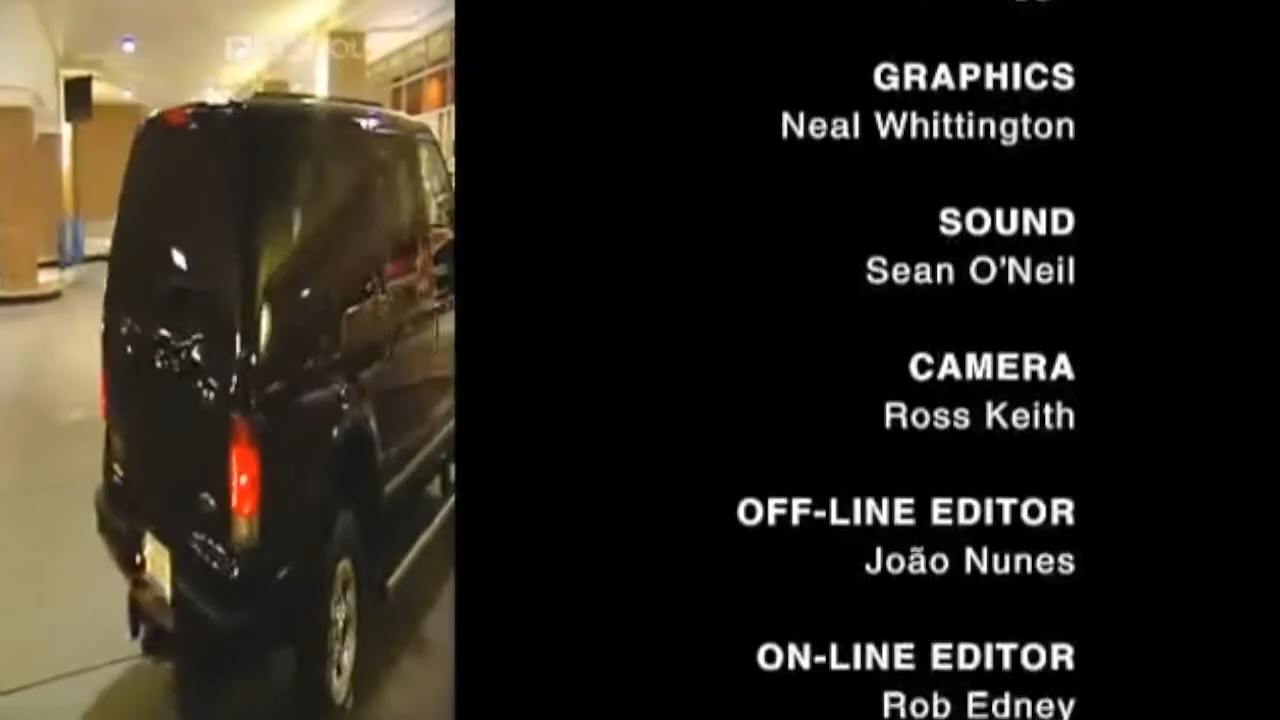 GRAPHICS
Neal Whittington
SOUND
Sean O'Neil
CAMERA
Ross Keith
OFF-LINE EDITOR
João Nunes
ON-LINE EDITOR
Rob Edney